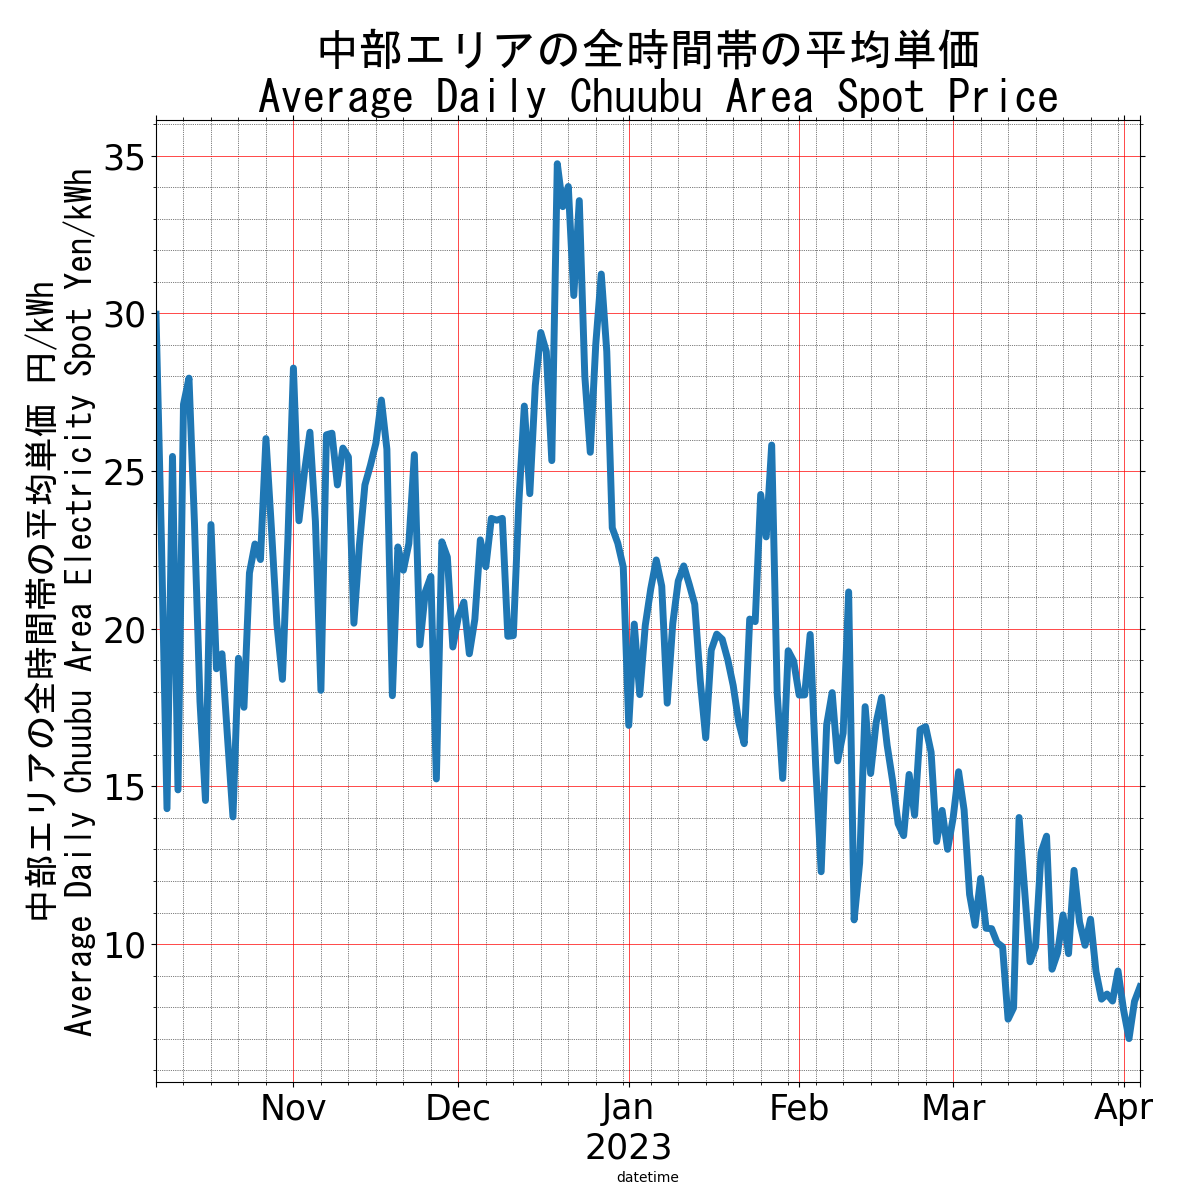 中部エリアの全時間帯の平均単価
Average Daily Chuubu Area Spot Price
中部エリアの全時間帯の平均単価 円/kWh
Average Daily Chuubu Area Electricity Spot Yen/kWh
35
30
25
20
15
10
Nov Dec Jan Feb Mar Apr
2023
datetime